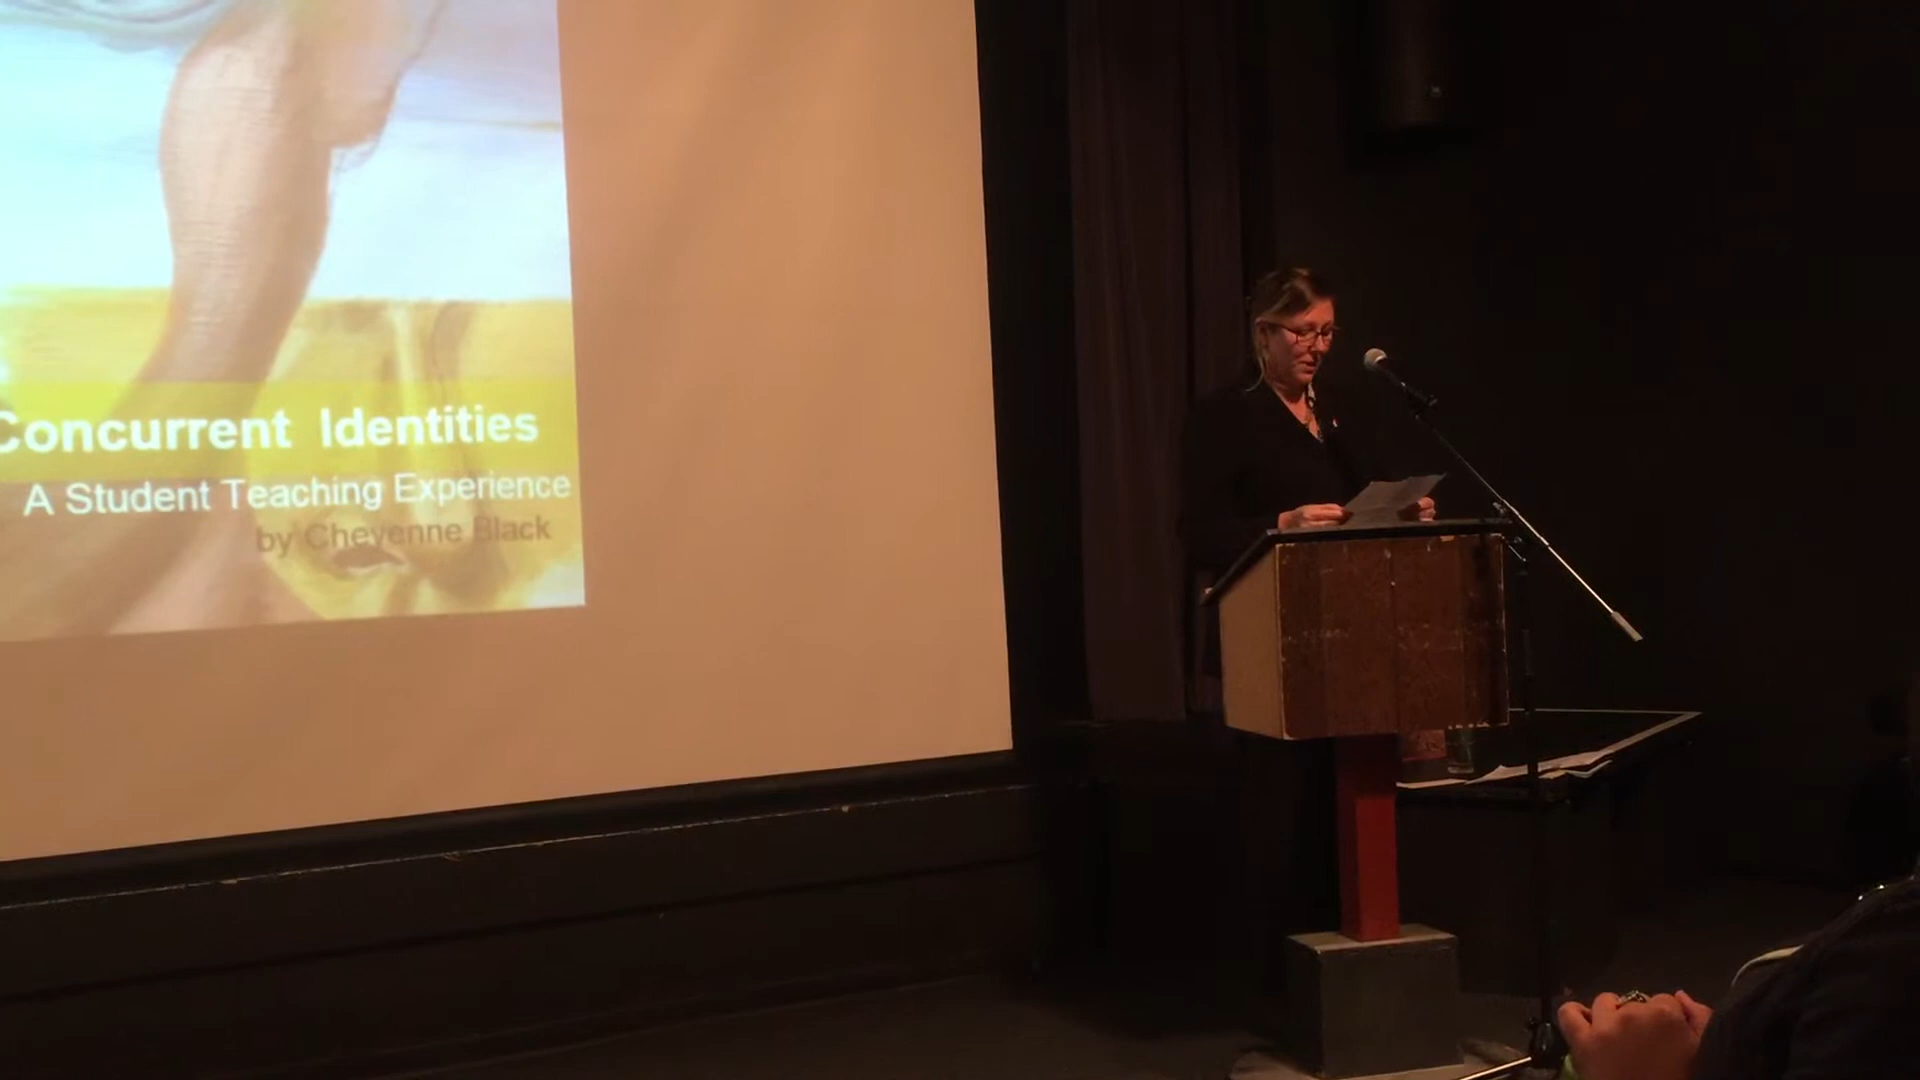 Concurrent Identities
A Student Teaching Experience
by Cheyenne Black